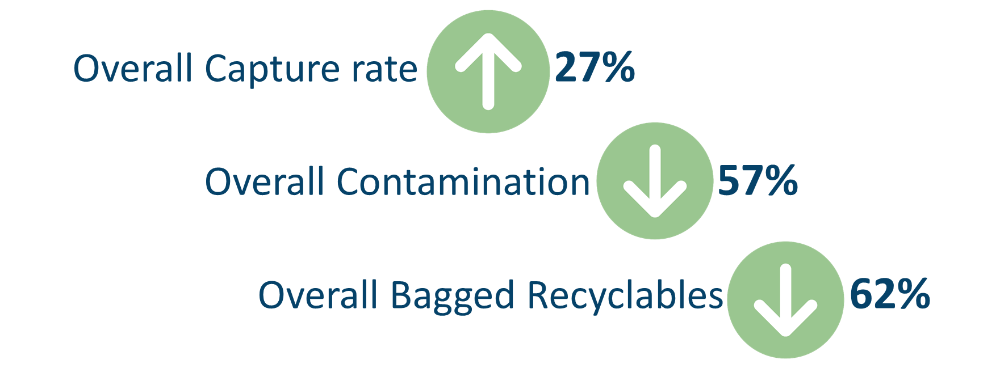 Overall Capture rate 27%
Overall Contamination 57%
Overall Bagged Recyclables 62%